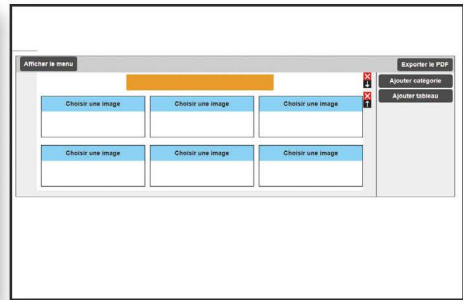 Afficher le menu
Exporter le PDF
Ajouter catégorie
Ajouter tableau
Choisir une image
Choisir une image
Choisir une image
Choisir une image
Choisir une image
Choisir une image